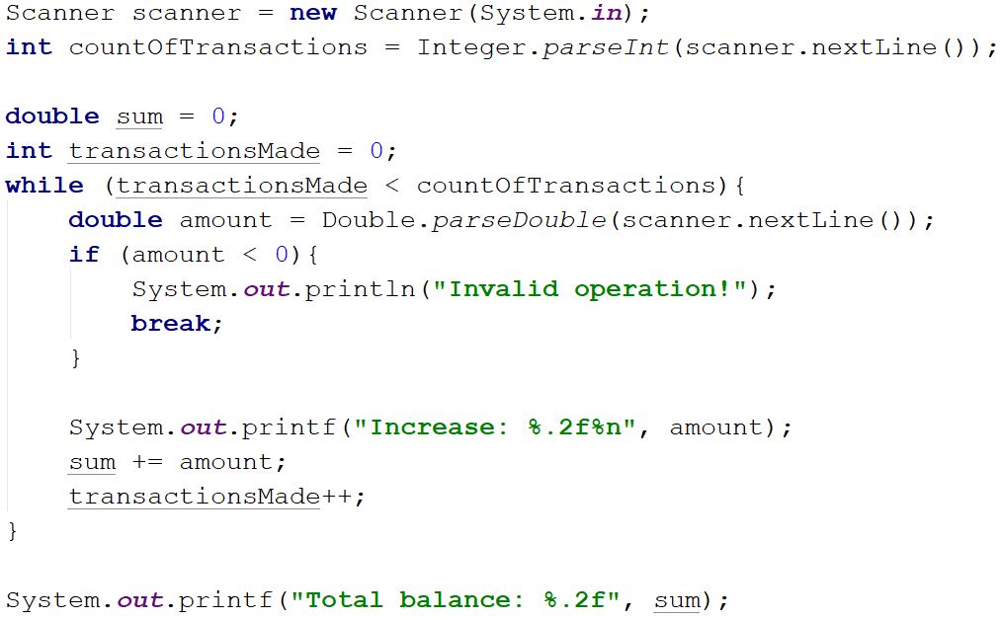 Scanner scanner = new Scanner(System.in);
int countOfTransactions = Integer.parseInt(scanner.nextLine());
double sum = 0;
int transactionsMade = 0;
while (transactionsMade < countOfTransactions){
double amount = Double.parseDouble(scanner.nextLine());
if (amount < 0){
System.out.println("Invalid operation!");
break;
}
System.out.printf("Increase: %.2f%n", amount);
sum += amount;
transactionsMade++;
}
System.out.printf("Total balance: %.2f", sum);